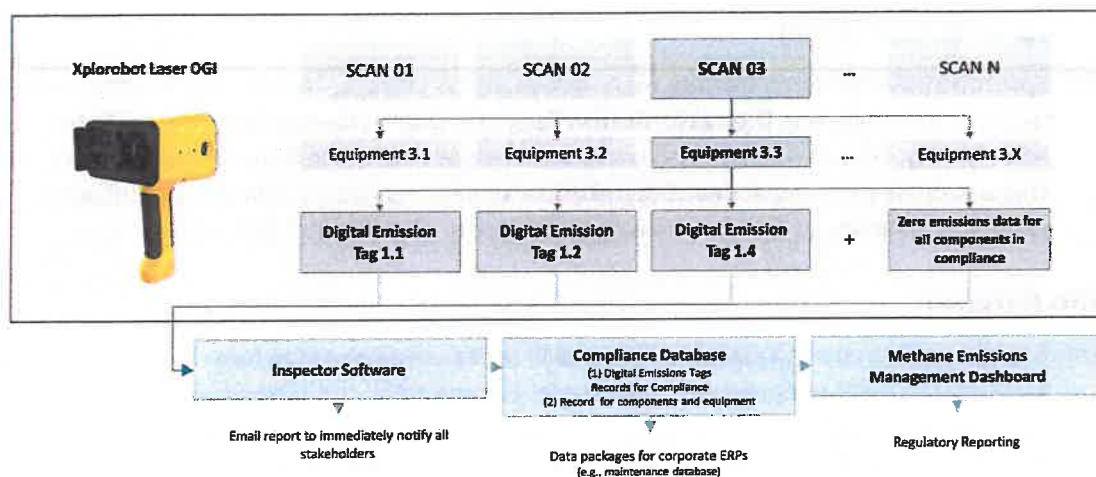 Xplorobot Laser OGI
SCAN 01
SCAN 02
SCAN 03
...
SCAN N
Equipment 3.1
Equipment 3.2
Equipment 3.3
...
Equipment 3.X
Digital Emission
Tag 1.1
Digital Emission
Tag 1.2
Digital Emission
Tag 1.4
+
Zero emissions data for
all components in
compliance
Inspector Software
Compliance Database
(1) Digital Emissions Tags
Records for Compliance
(2) Record for components and equipment
Methane Emissions
Management Dashboard
Email report to immediately notify all
stakeholders
Data packages for corporate ERPs
(e.g., maintenance database)
Regulatory Reporting